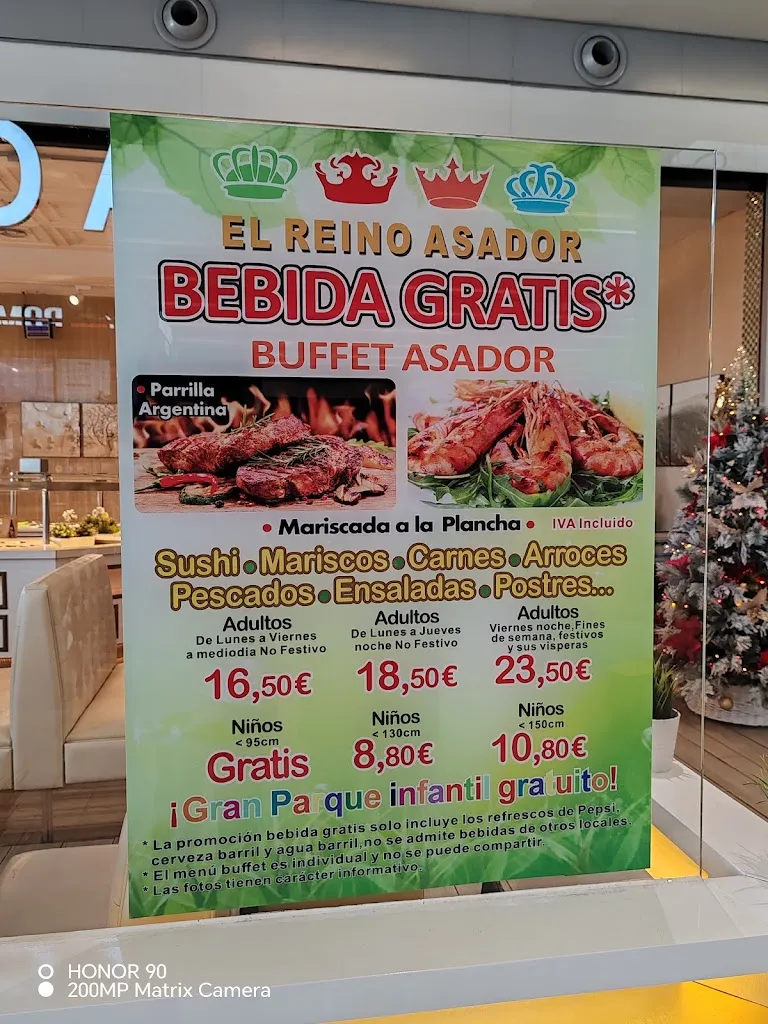 EL REINO ASADOR
BEBIDA GRATIS*
BUFFET ASADOR
• Parrilla
Argentina
• Mariscada a la Plancha •
IVA Incluido
Sushi • Mariscos • Carnes • Arroces
Pescados • Ensaladas • Postres...
Adultos
De Lunes a Viernes
a mediodia No Festivo
16,50€
Adultos
De Lunes a Jueves
noche No Festivo
18,50€
Adultos
Viernes noche,Fines
de semana, festivos
y sus visperas
23,50€
Niños
< 95cm
Gratis
Niños
< 130cm
8,80€
Niños
< 150cm
10,80€
¡Gran Parque infantil gratuito!
* La promoción bebida gratis solo incluye los refrescos de Pepsi,
cerveza barril y agua barril,no se admite bebidas de otros locales.
* El menú buffet es individual y no se puede compartir.
* Las fotos tienen carácter informativo.
HONOR 90
200MP Matrix Camera